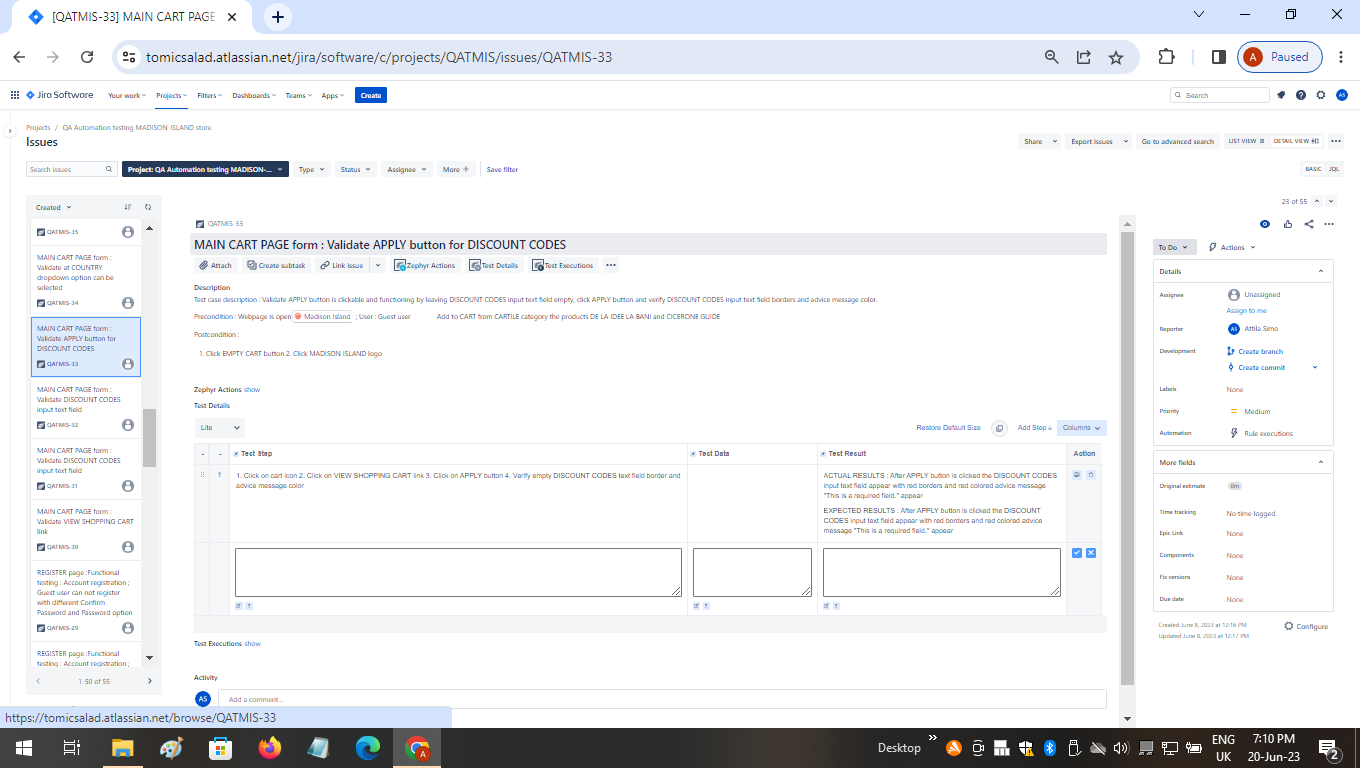 [QATMIS-33] MAIN CART PAGE
tomicsalad.atlassian.net/jira/software/c/projects/QATMIS/issues/QATMIS-33
A Paused
Jira Software Your work Projects Filters Dashboards Teams Apps Create Search AS
Projects / QA Automation testing MADISON ISLAND store
Issues
Share Export issues Go to advanced search LIST VIEW DETAIL VIEW
Search issues Project: QA Automation testing MADISON-... Type Status Assignee More + Save filter BASIC JQL
Created
23 of 55
QATMIS-35
MAIN CART PAGE form :
Validate at COUNTRY
dropdown option can be
selected
QATMIS-34
MAIN CART PAGE form :
Validate APPLY button for
DISCOUNT CODES
QATMIS-33
MAIN CART PAGE form :
Validate DISCOUNT CODES
input text field
QATMIS-32
MAIN CART PAGE form :
Validate DISCOUNT CODES
input text field
QATMIS-31
MAIN CART PAGE form :
Validate VIEW SHOPPING CART
link
QATMIS-30
REGISTER page :Functional
testing : Account registration ;
Guest user can not register
with different Confirm
Password and Password option
QATMIS-29
REGISTER page :Functional
testing : Account registration ;
1-50 of 55
QATMIS-33
MAIN CART PAGE form : Validate APPLY button for DISCOUNT CODES
Attach Create subtask Link issue Zephyr Actions Test Details Test Executions
Description
Test case description : Validate APPLY button is clickable and functioning by leaving DISCOUNT CODES input text field empty, click APPLY button and verify DISCOUNT CODES input text field borders and advice message color.
Precondition : Webpage is open Madison Island ; User : Guest user Add to CART from CARTILE category the products DE LA IDEE LA BANI and CICERONE GUIDE
Postcondition :
1. Click EMPTY CART button 2. Click MADISON ISLAND logo
Zephyr Actions show
Test Details
Lite Restore Default Size Add Step Columns
- - Test Step Test Data Test Result Action
1 1. Click on cart icon 2. Click on VIEW SHOPPING CART link 3. Click on APPLY button 4. Verify empty DISCOUNT CODES text field border and
advice message color
ACTUAL RESULTS : After APPLY button is clicked the DISCOUNT CODES
input text field appear with red borders and red colored advice message
"This is a required field." appear
EXPECTED RESULTS : After APPLY button is clicked the DISCOUNT
CODES input text field appear with red borders and red colored advice
message "This is a required field." appear
? ? ?
Test Executions show
Activity
AS Add a comment...
To Do Actions
Details
Assignee Unassigned
Assign to me
Reporter AS Attila Simo
Development Create branch
Create commit
Labels None
Priority Medium
Automation Rule executions
More fields
Original estimate 0m
Time tracking No time logged
Epic Link None
Components None
Fix versions None
Due date None
Created June 8, 2023 at 12:16 PM
Updated June 8, 2023 at 12:17 PM
Configure
https://tomicsalad.atlassian.net/browse/QATMIS-33
Desktop
ENG
UK
7:10 PM
20-Jun-23
2